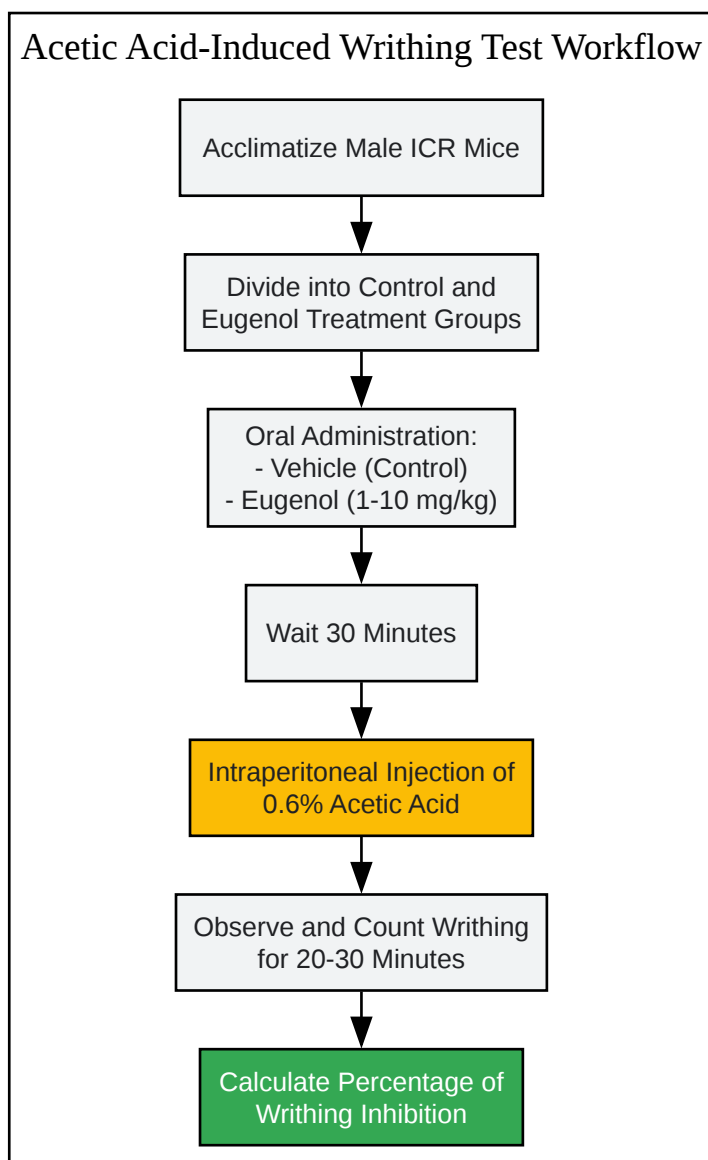 Acetic Acid-Induced Writhing Test Workflow
Acclimatize Male ICR Mice
Divide into Control and
Eugenol Treatment Groups
Oral Administration:
- Vehicle (Control)
- Eugenol (1-10 mg/kg)
Wait 30 Minutes
Intraperitoneal Injection of
0.6% Acetic Acid
Observe and Count Writhing
for 20-30 Minutes
Calculate Percentage of
Writhing Inhibition